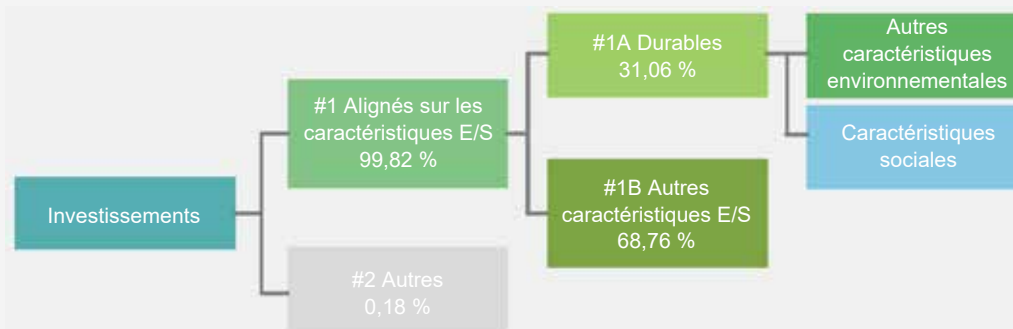 Investissements
#1 Alignés sur les
caractéristiques E/S
99,82 %
#2 Autres
0,18 %
#1A Durables
31,06 %
#1B Autres
caractéristiques E/S
68,76 %
Autres
caractéristiques
environnementales
Caractéristiques
sociales